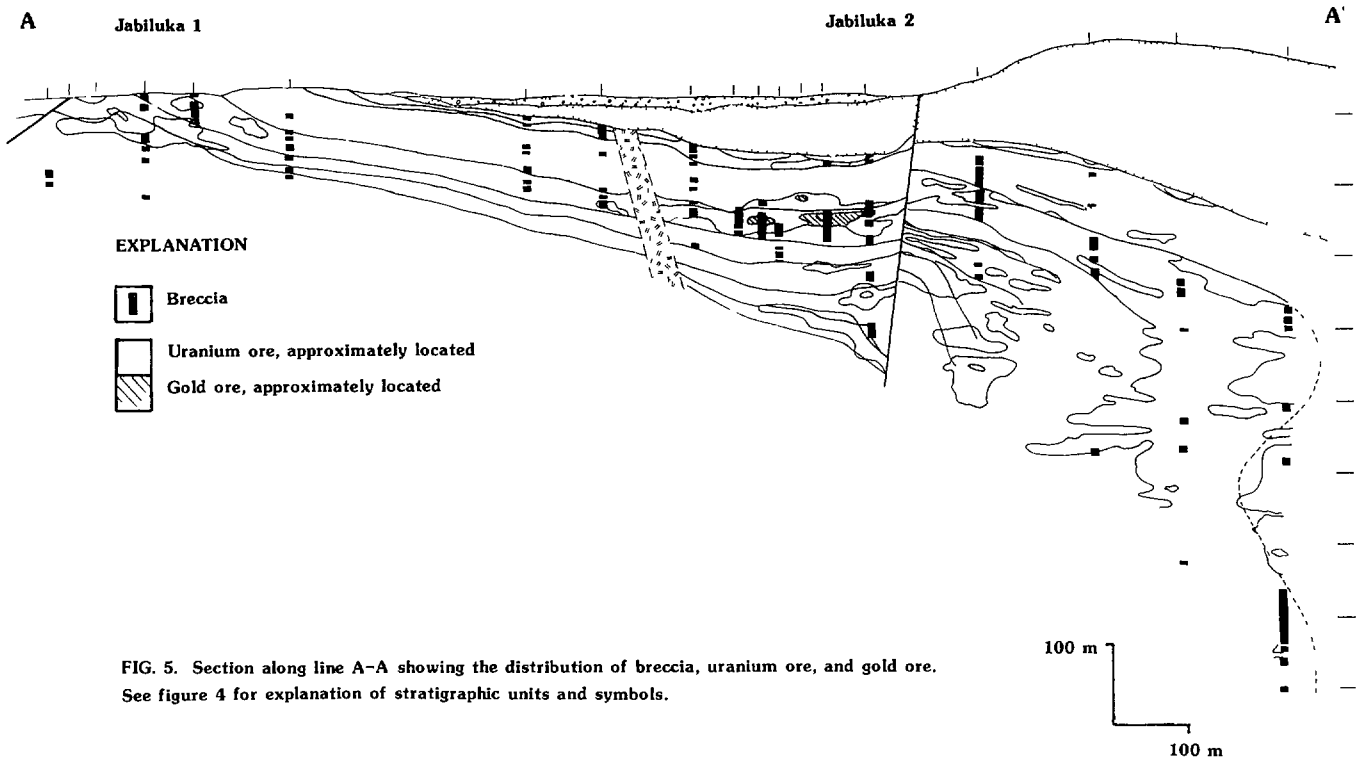 A
Jabiluka 1
Jabiluka 2
A'
EXPLANATION
Breccia
Uranium ore, approximately located
Gold ore, approximately located
FIG. 5. Section along line A-A showing the distribution of breccia, uranium ore, and gold ore.
See figure 4 for explanation of stratigraphic units and symbols.
100 m
100 m